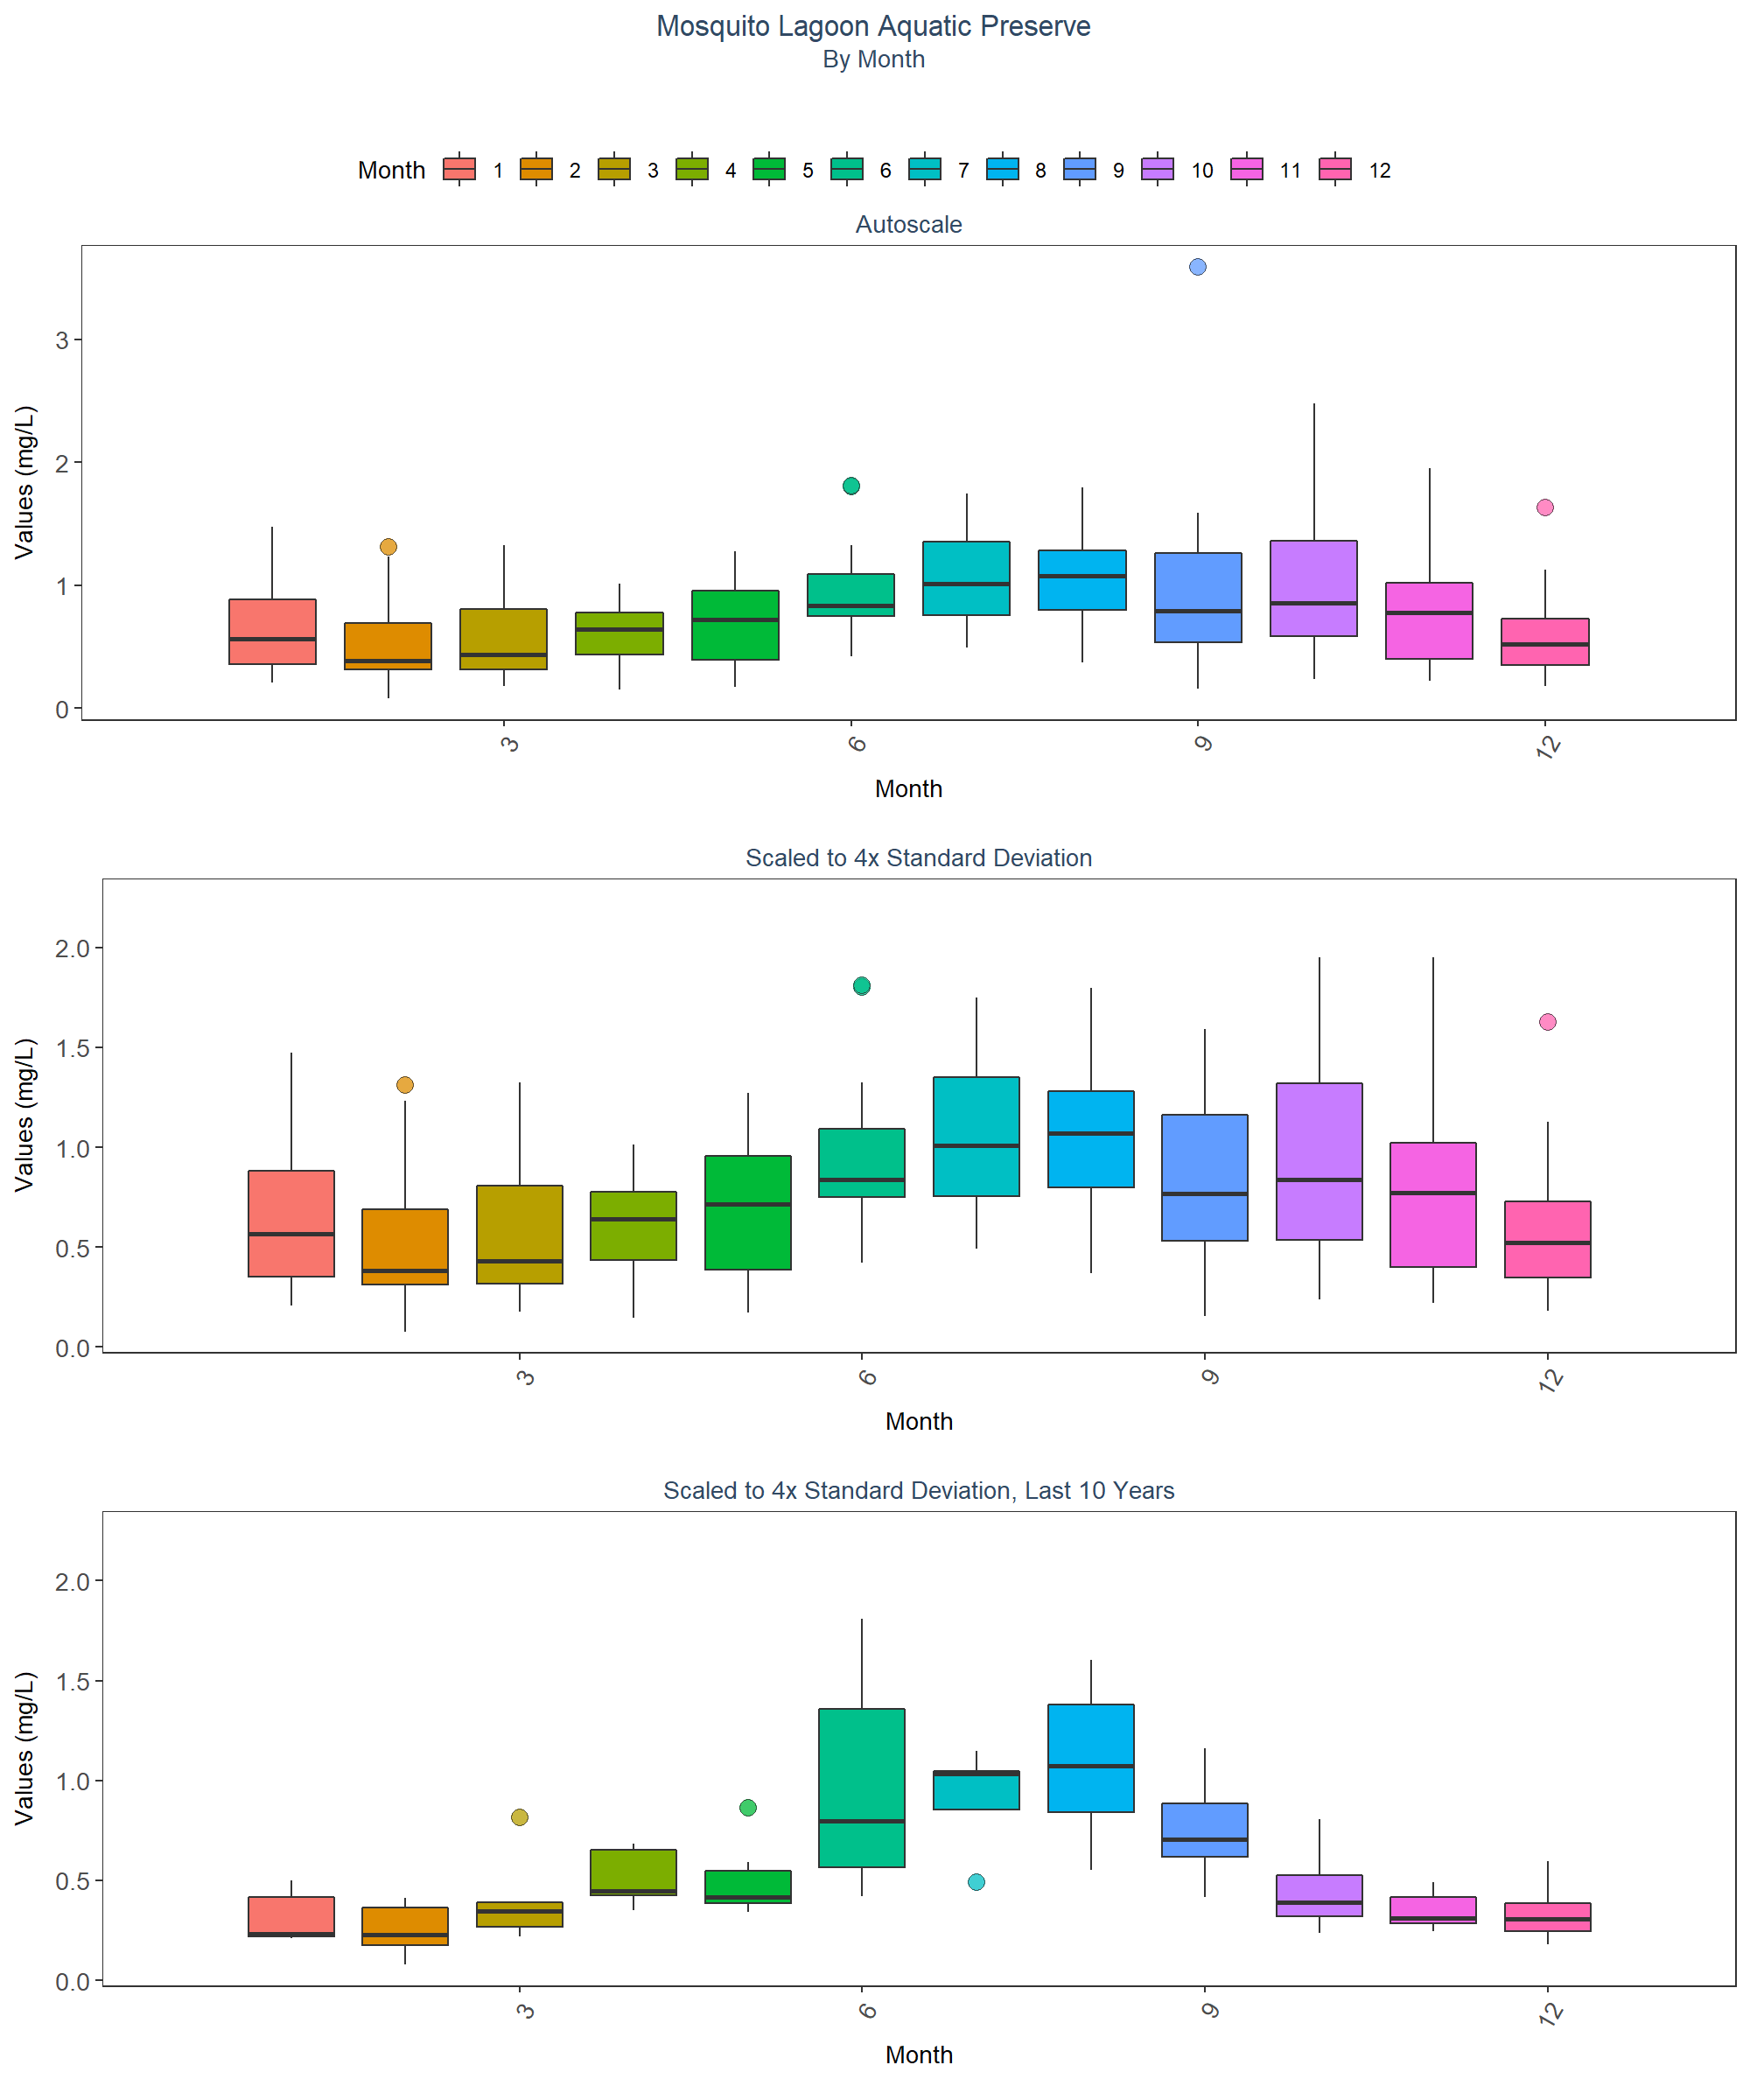 Mosquito Lagoon Aquatic Preserve
By Month
Month 1 2 3 4 5 6 7 8 9 10 11 12
Autoscale
Values (mg/L)
3
2
1
0
3 6 9 12
Month
Scaled to 4x Standard Deviation
Values (mg/L)
2.0
1.5
1.0
0.5
0.0
3 6 9 12
Month
Scaled to 4x Standard Deviation, Last 10 Years
Values (mg/L)
2.0
1.5
1.0
0.5
0.0
3 6 9 12
Month